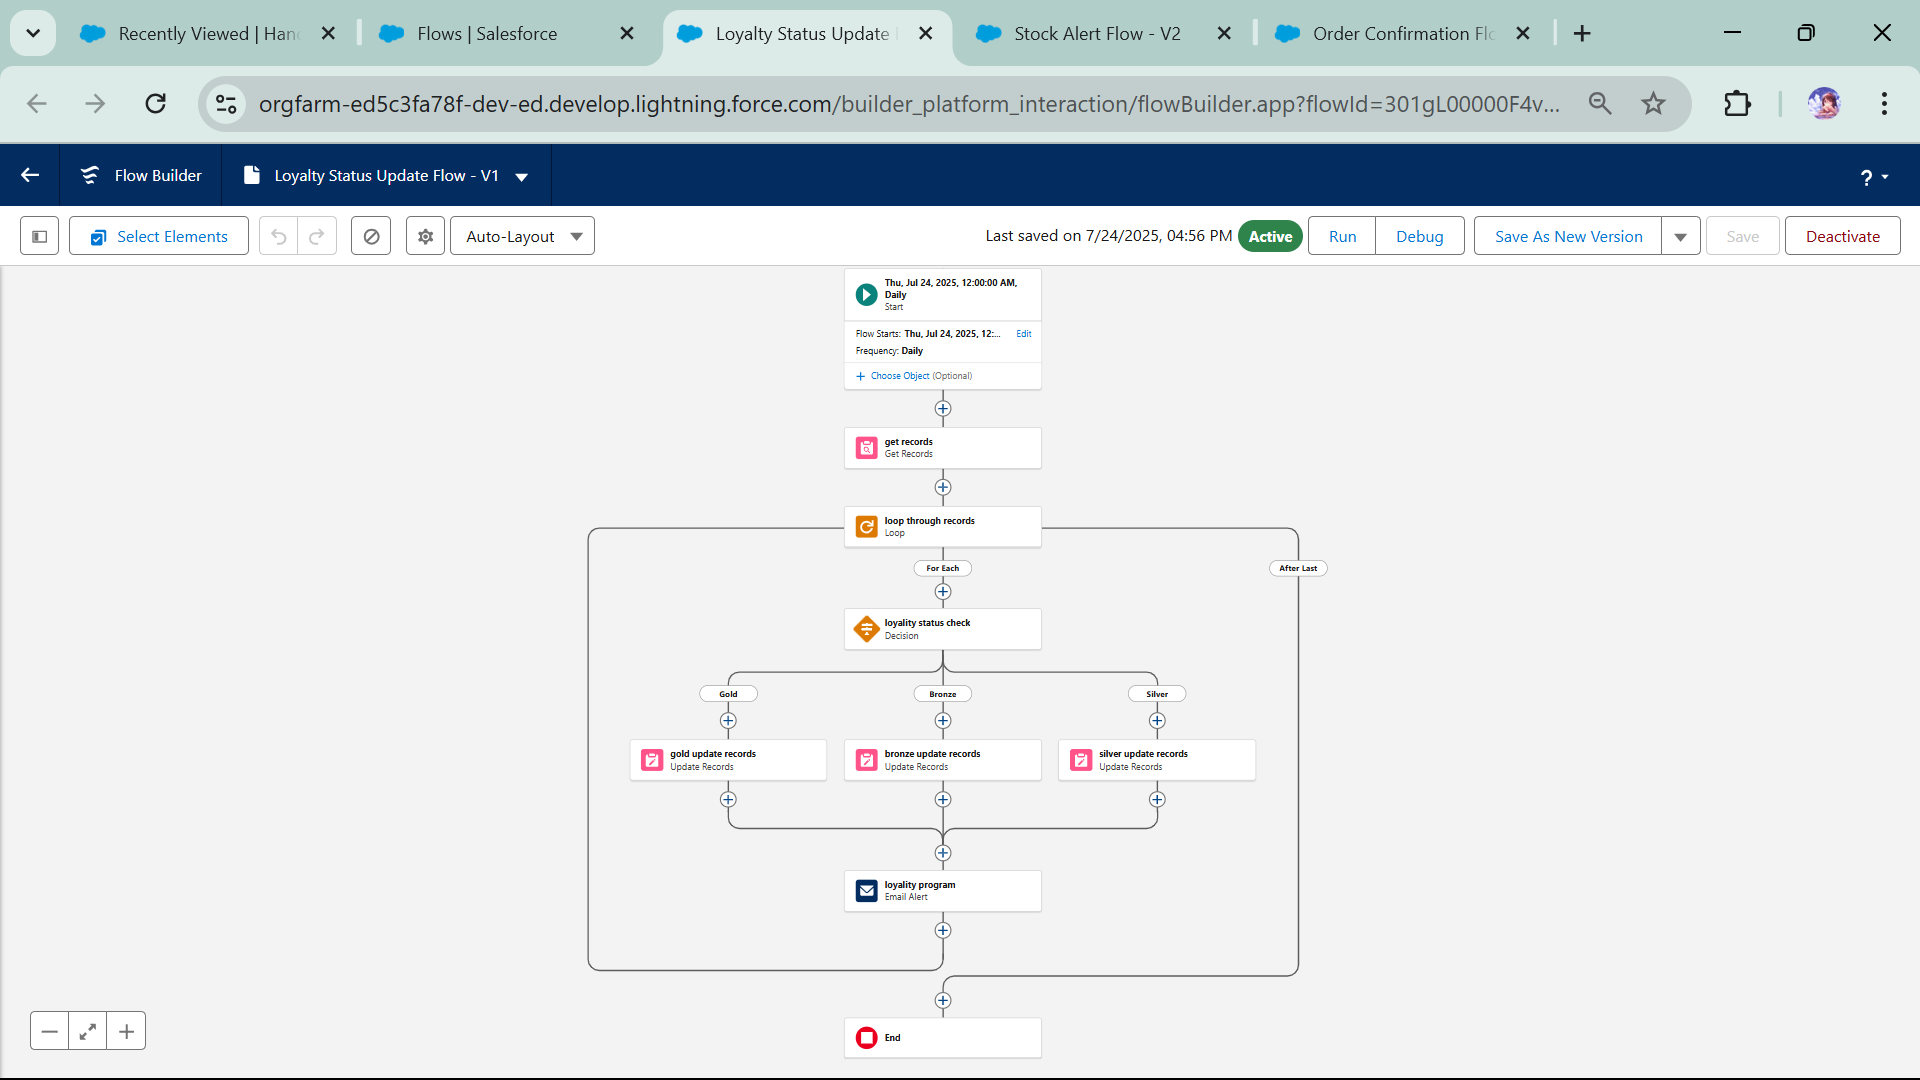 Recently Viewed | Han
Flows | Salesforce
Loyalty Status Update
Stock Alert Flow - V2
Order Confirmation Flo
orgfarm-ed5c3fa78f-dev-ed.develop.lightning.force.com/builder_platform_interaction/flowBuilder.app?flowId=301gL00000F4v...
Flow Builder
Loyalty Status Update Flow - V1
?
Select Elements
Auto-Layout
Last saved on 7/24/2025, 04:56 PM
Active
Run
Debug
Save As New Version
Save
Deactivate
Thu, Jul 24, 2025, 12:00:00 AM,
Daily
Start
Flow Starts: Thu, Jul 24, 2025, 12:...
Edit
Frequency: Daily
Choose Object (Optional)
get records
Get Records
loop through records
Loop
For Each
After Last
loyality status check
Decision
Gold
Bronze
Silver
gold update records
Update Records
bronze update records
Update Records
silver update records
Update Records
loyality program
Email Alert
End